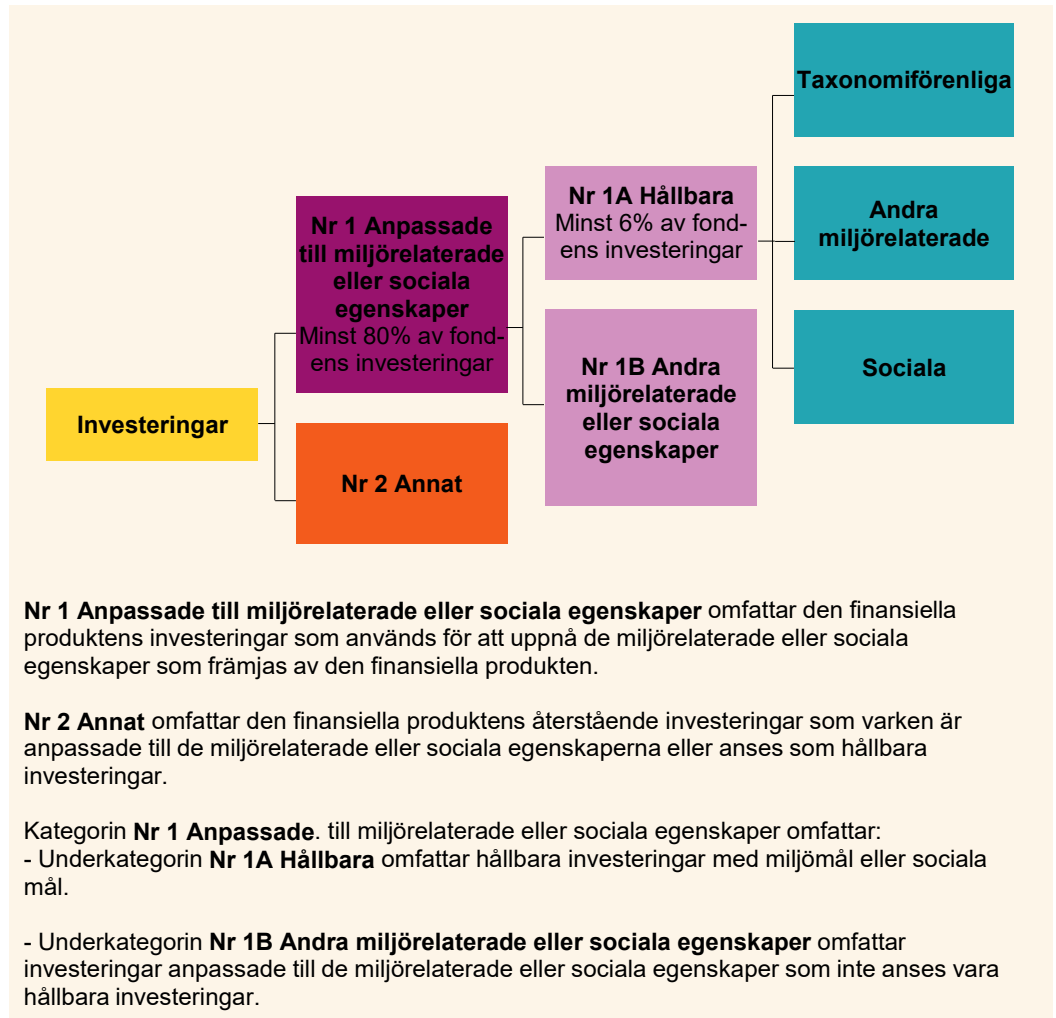 Taxonomiförenliga
Nr 1A Hållbara
Minst 6% av fond-
ens investeringar
Andra
miljörelaterade
Nr 1 Anpassade
till miljörelaterade
eller sociala
egenskaper
Minst 80% av fond-
ens investeringar
Sociala
Nr 1B Andra
miljörelaterade
eller sociala
egenskaper
Investeringar
Nr 2 Annat
Nr 1 Anpassade till miljörelaterade eller sociala egenskaper omfattar den finansiella
produktens investeringar som används för att uppnå de miljörelaterade eller sociala
egenskaper som främjas av den finansiella produkten.
Nr 2 Annat omfattar den finansiella produktens återstående investeringar som varken är
anpassade till de miljörelaterade eller sociala egenskaperna eller anses som hållbara
investeringar.
Kategorin Nr 1 Anpassade. till miljörelaterade eller sociala egenskaper omfattar:
- Underkategorin Nr 1A Hållbara omfattar hållbara investeringar med miljömål eller sociala
mål.
- Underkategorin Nr 1B Andra miljörelaterade eller sociala egenskaper omfattar
investeringar anpassade till de miljörelaterade eller sociala egenskaper som inte anses vara
hållbara investeringar.